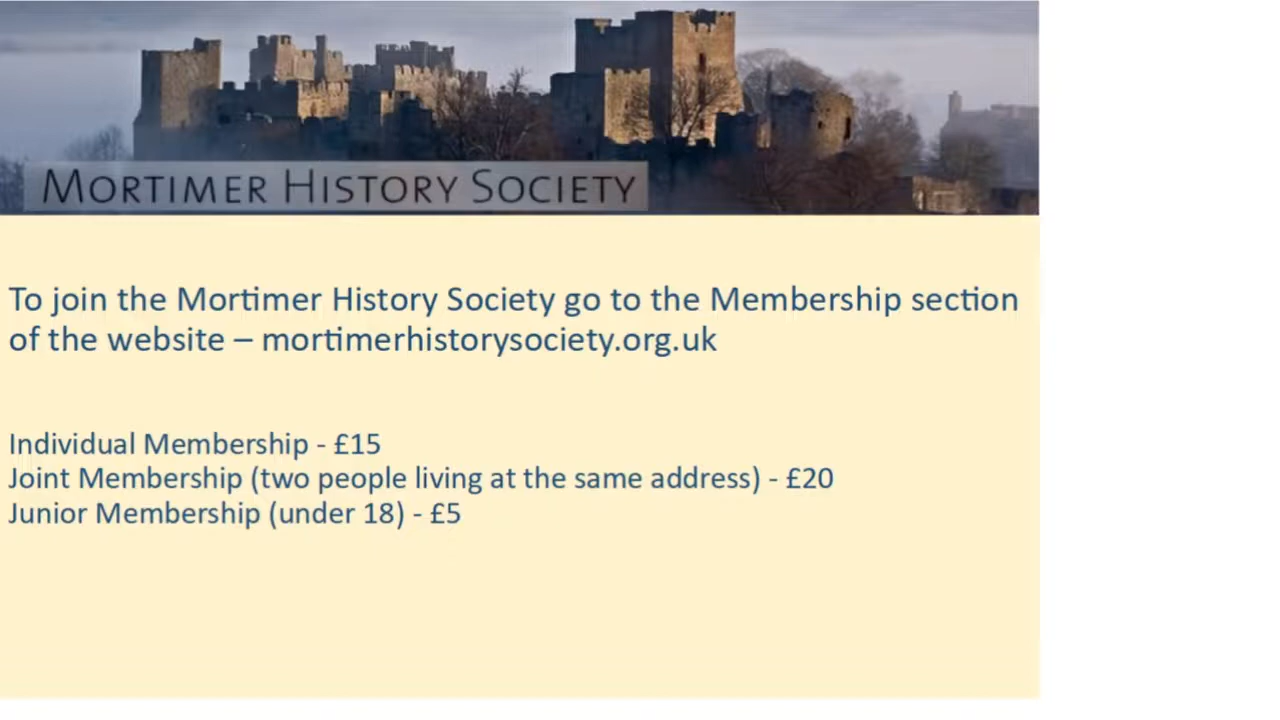 MORTIMER HISTORY SOCIETY
To join the Mortimer History Society go to the Membership section
of the website – mortimerhistorysociety.org.uk
Individual Membership - £15
Joint Membership (two people living at the same address) - £20
Junior Membership (under 18) - £5